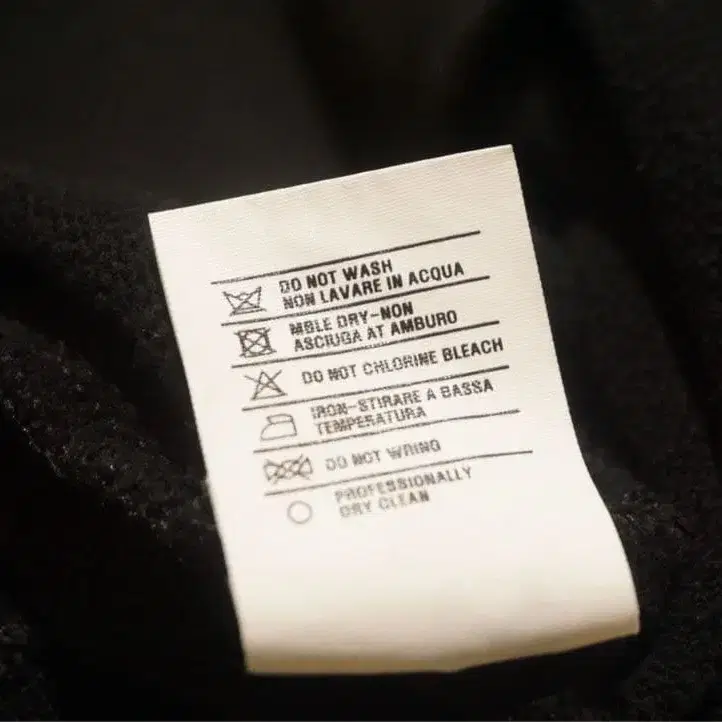 DO NOT WASH
NON LAVARE IN ACQUA
MBLE DRY-NON
ASCIUGA AT AMBURO
DO NOT CHLORINE BLEACH
IRON-STIRARE A BASSA
TEMPERATURA
DO NOT WRING
PROFESSIONALLY
DRY CLEAN